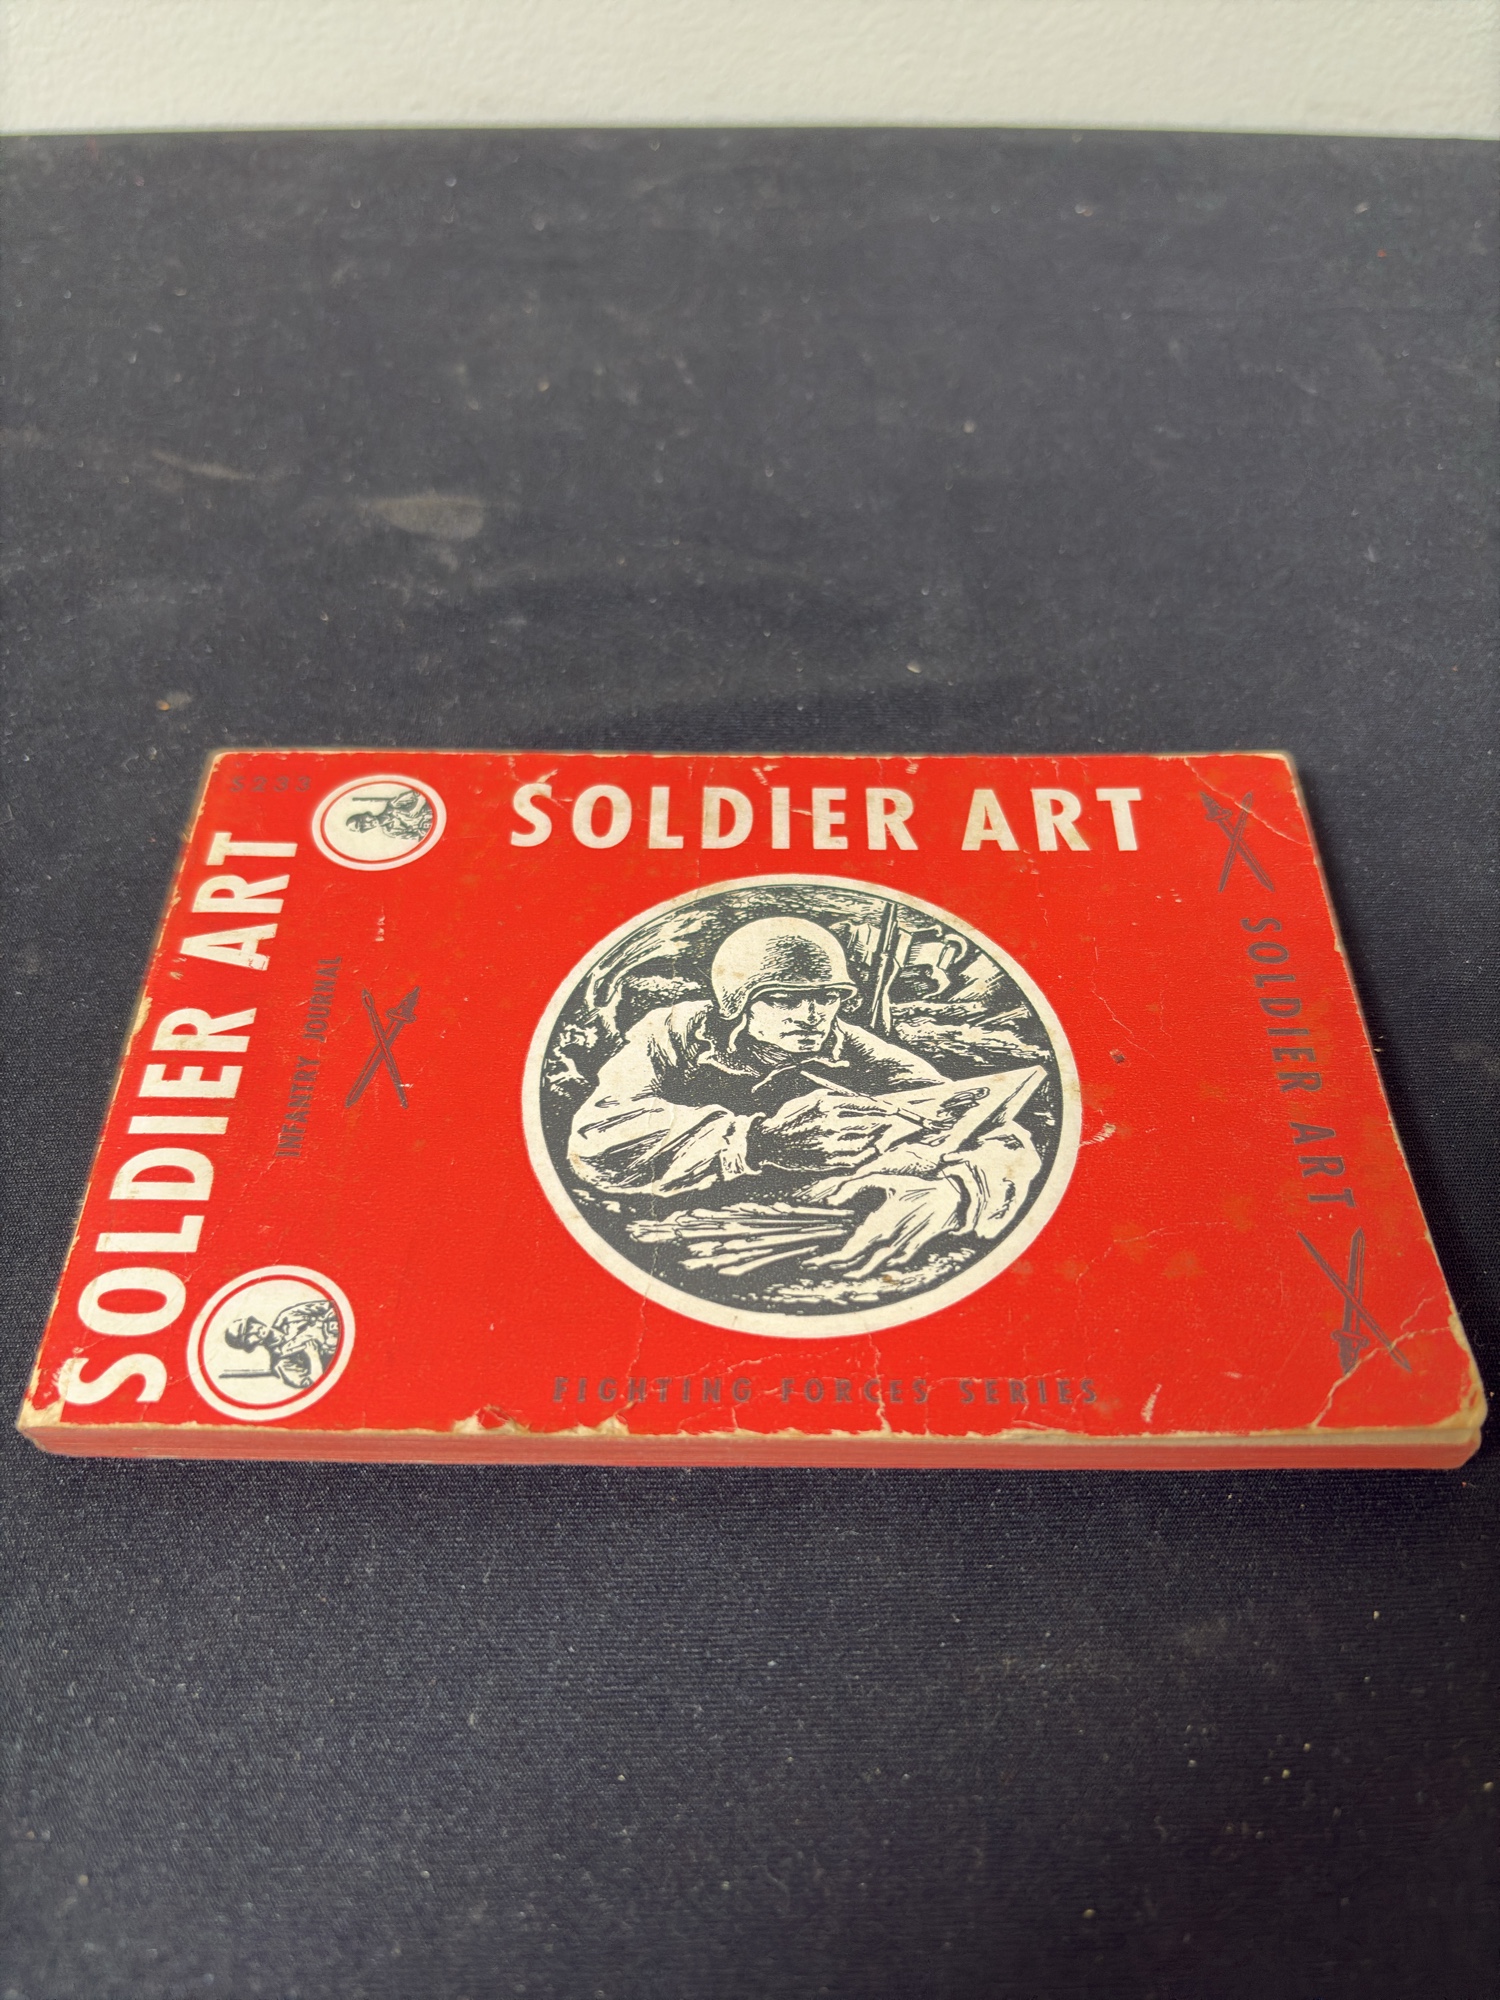 S233
SOLDIER ART
INFANTRY JOURNAL
SOLDIER ART
SOLDIER ART
FIGHTING FORCES SERIES